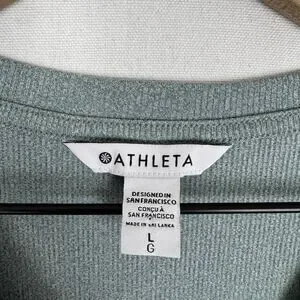 ATHLETA
DESIGNED IN
SAN FRANCISCO
CONÇU À
SAN FRANCISCO
MADE IN SRI LANKA
L
G